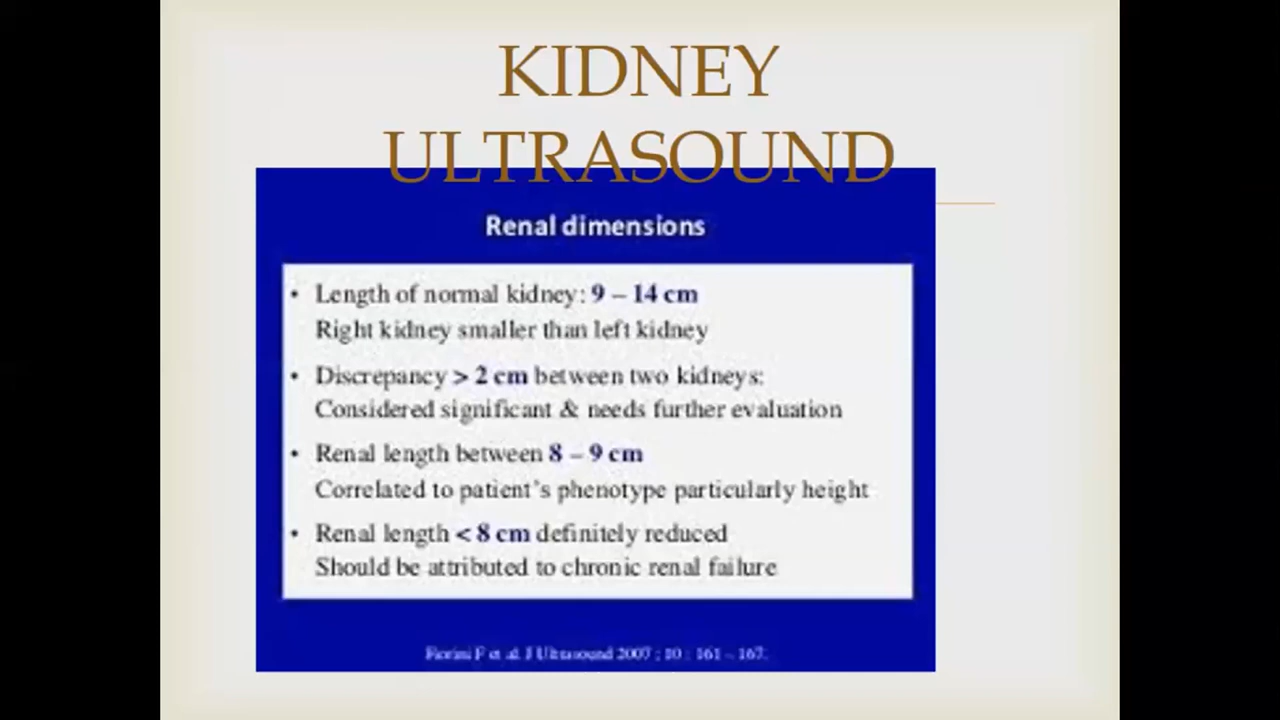 KIDNEY
ULTRASOUND
Renal dimensions
• Length of normal kidney: 9 – 14 cm
Right kidney smaller than left kidney
• Discrepancy > 2 cm between two kidneys:
Considered significant & needs further evaluation
• Renal length between 8 – 9 cm
Correlated to patient's phenotype particularly height
• Renal length < 8 cm definitely reduced
Should be attributed to chronic renal failure
Fiorini F et al. J Ultrasound 2007 ; 10 : 161 – 167.